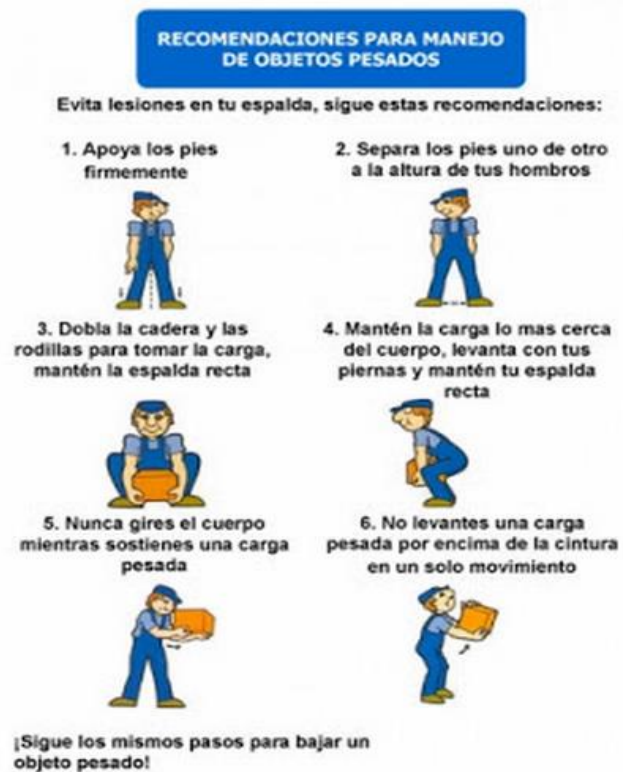 RECOMENDACIONES PARA MANEJO
DE OBJETOS PESADOS
Evita lesiones en tu espalda, sigue estas recomendaciones:
1. Apoya los pies
firmemente
2. Separa los pies uno de otro
a la altura de tus hombros
3. Dobla la cadera y las
rodillas para tomar la carga,
mantén la espalda recta
4. Mantén la carga lo mas cerca
del cuerpo, levanta con tus
piernas y mantén tu espalda
recta
5. Nunca gires el cuerpo
mientras sostienes una carga
pesada
6. No levantes una carga
pesada por encima de la cintura
en un solo movimiento
¡Sigue los mismos pasos para bajar un
objeto pesado!